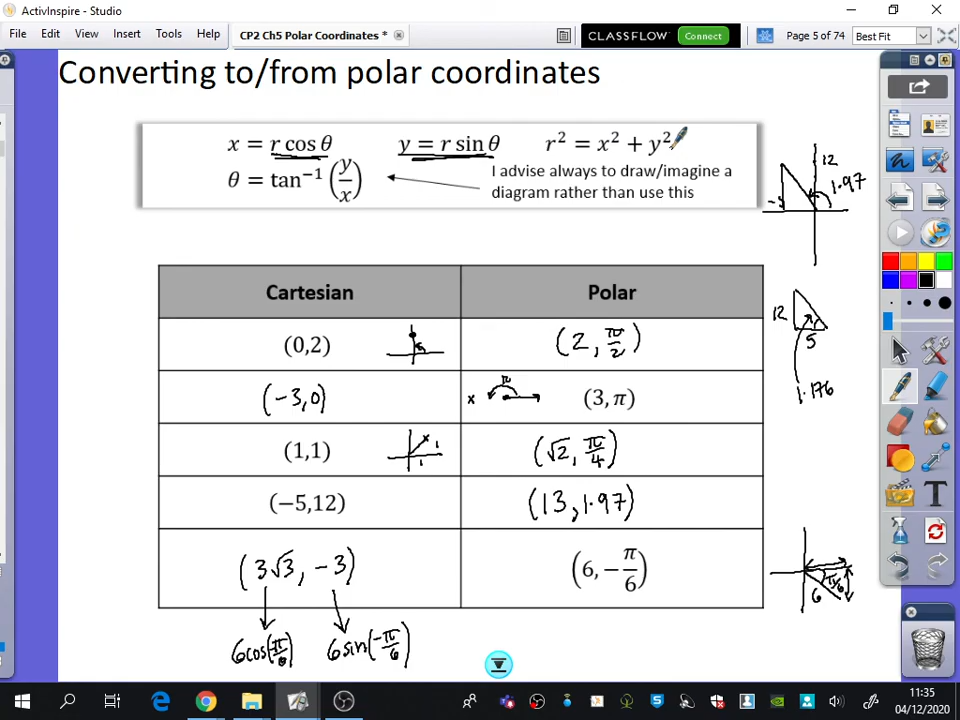 ActivInspire - Studio
File Edit View Insert Tools Help CP2 Ch5 Polar Coordinates * CLASSFLOW Connect Page 5 of 74 Best Fit
Converting to/from polar coordinates
x = r cos θ y = r sin θ r² = x² + y²
θ = tan⁻¹ (y/x) I advise always to draw/imagine a
diagram rather than use this
12
1.97
-5
Cartesian Polar
(0,2) (2, π/2)
12
5
1.176
(-3,0) x π (3, π)
(1,1) 1 1 (√2, π/4)
(−5,12) (13, 1.97)
(3√3, -3) (6, −π/6)
π/6
6
6cos(-π/6) 6sin(-π/6)
11:35
04/12/2020